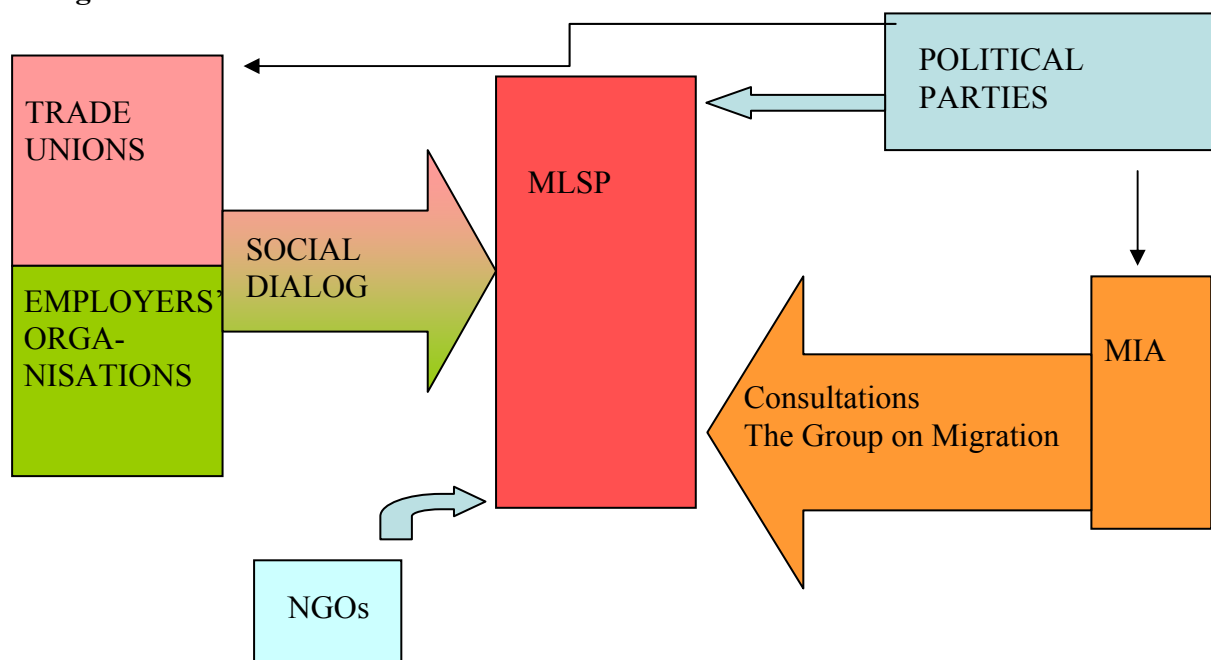 TRADE
UNIONS
EMPLOYERS’
ORGA-
NISATIONS
SOCIAL
DIALOG
MLSP
POLITICAL
PARTIES
MIA
Consultations
The Group on Migration
NGOs